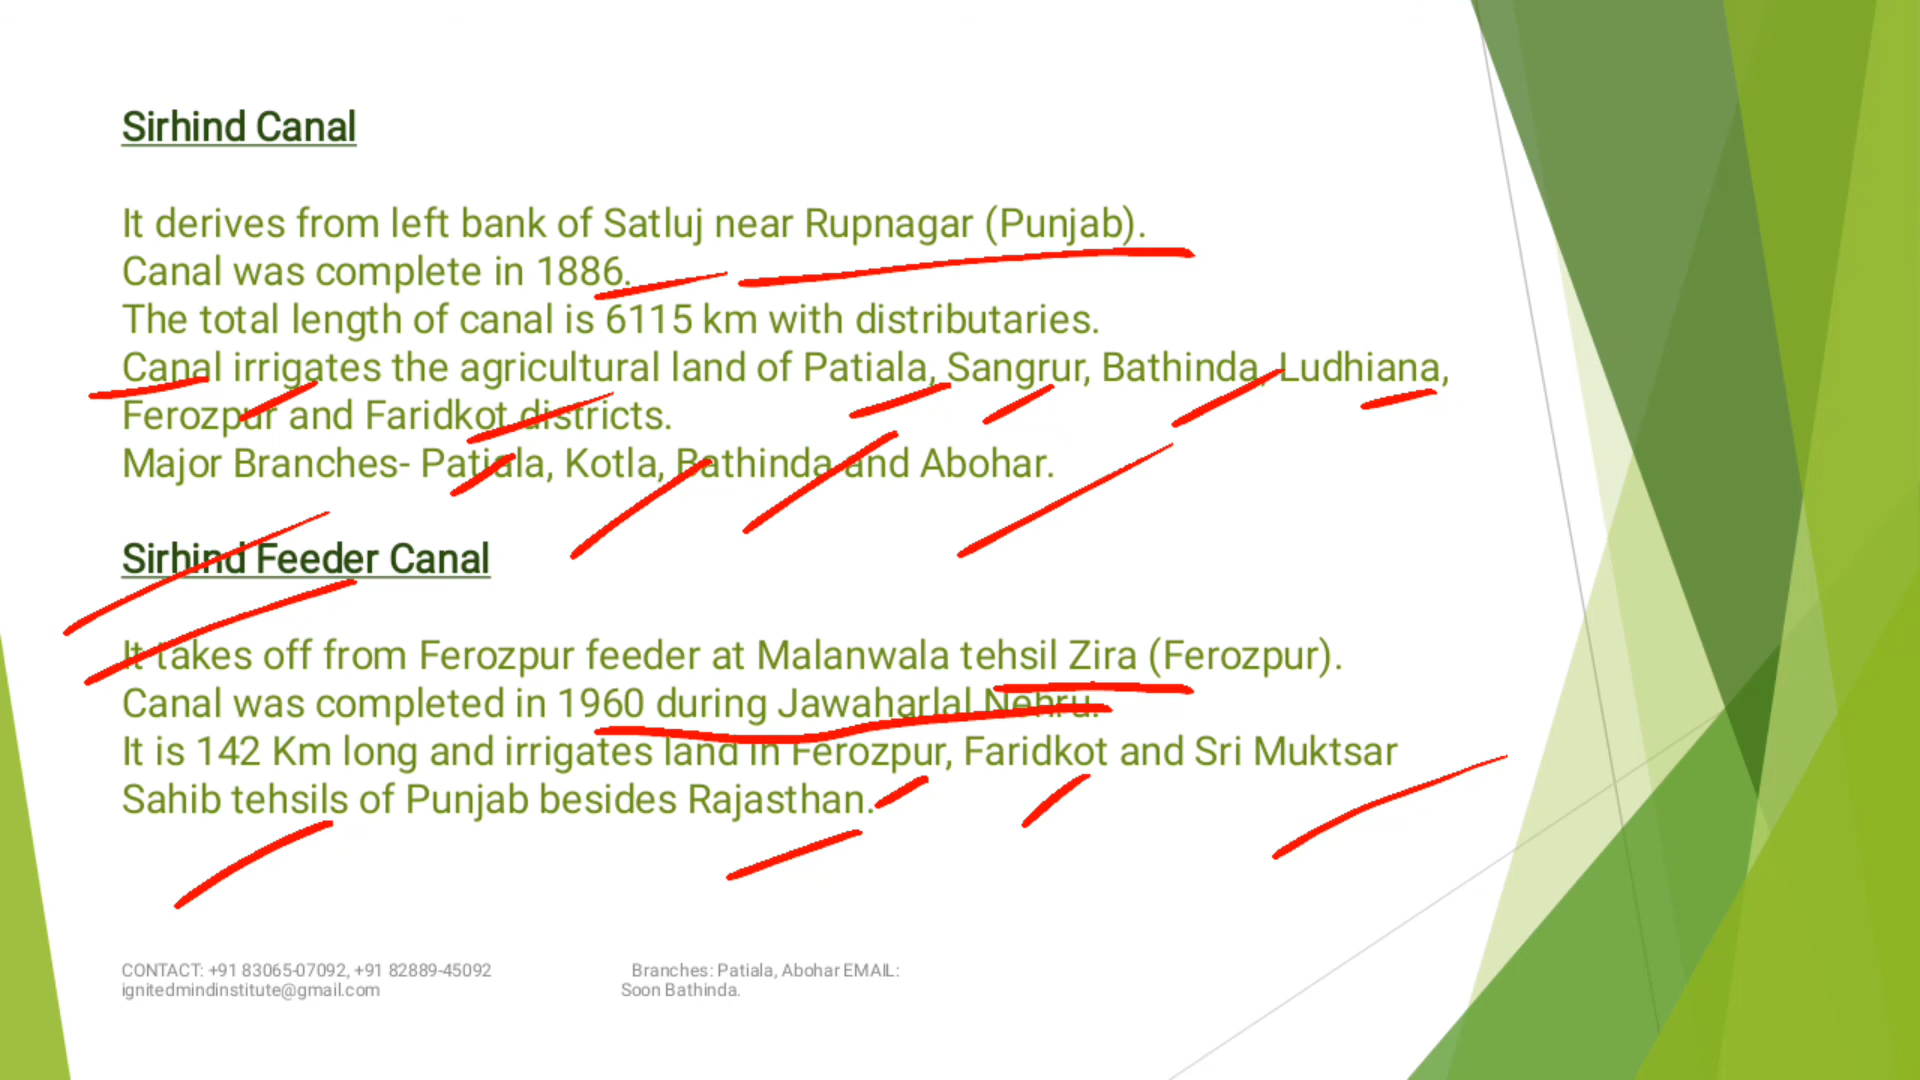 Sirhind Canal
It derives from left bank of Satluj near Rupnagar (Punjab).
Canal was complete in 1886.
The total length of canal is 6115 km with distributaries.
Canal irrigates the agricultural land of Patiala, Sangrur, Bathinda, Ludhiana,
Ferozpur and Faridkot districts.
Major Branches- Patiala, Kotla, Bathinda and Abohar.
Sirhind Feeder Canal
It takes off from Ferozpur feeder at Malanwala tehsil Zira (Ferozpur).
Canal was completed in 1960 during Jawaharlal Nehru.
It is 142 Km long and irrigates land in Ferozpur, Faridkot and Sri Muktsar
Sahib tehsils of Punjab besides Rajasthan.
CONTACT: +91 83065-07092, +91 82889-45092 Branches: Patiala, Abohar EMAIL:
ignitedmindinstitute@gmail.com Soon Bathinda.